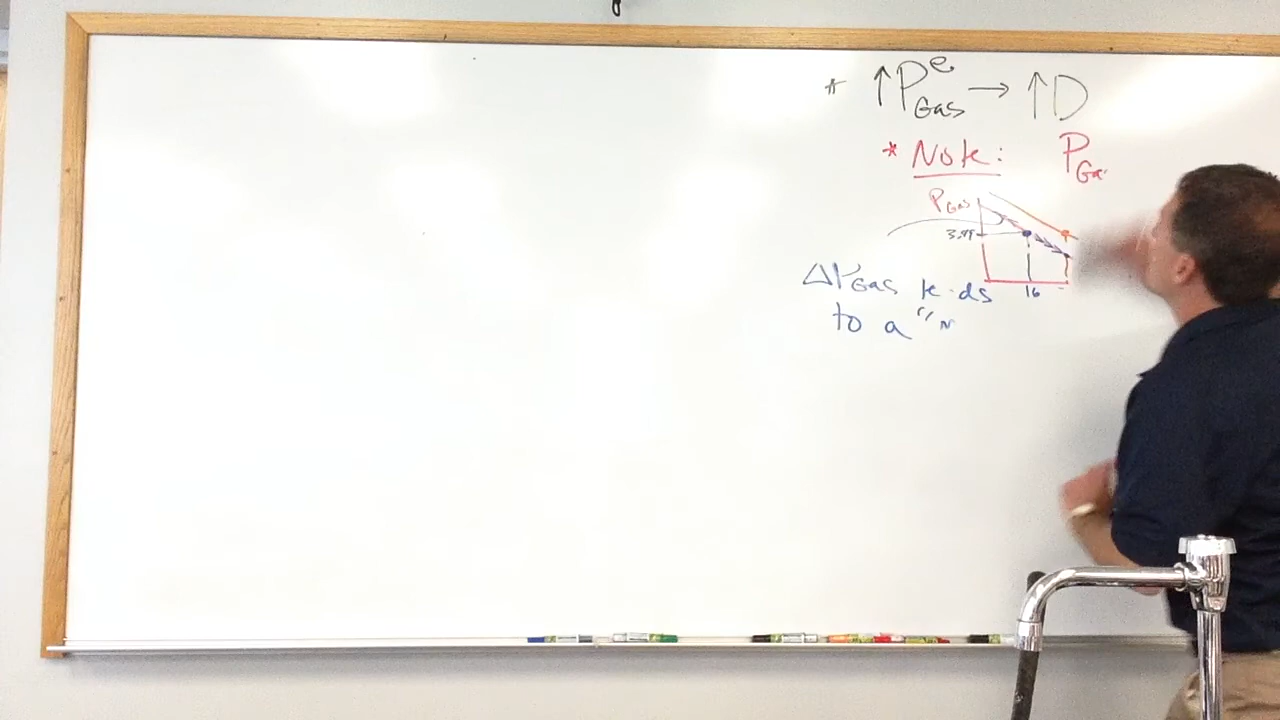 * ↑P^e_Gas → ↑D
* Note: P_Ga
P_Gas
3.99
16
ΔP_Gas leads
to a "